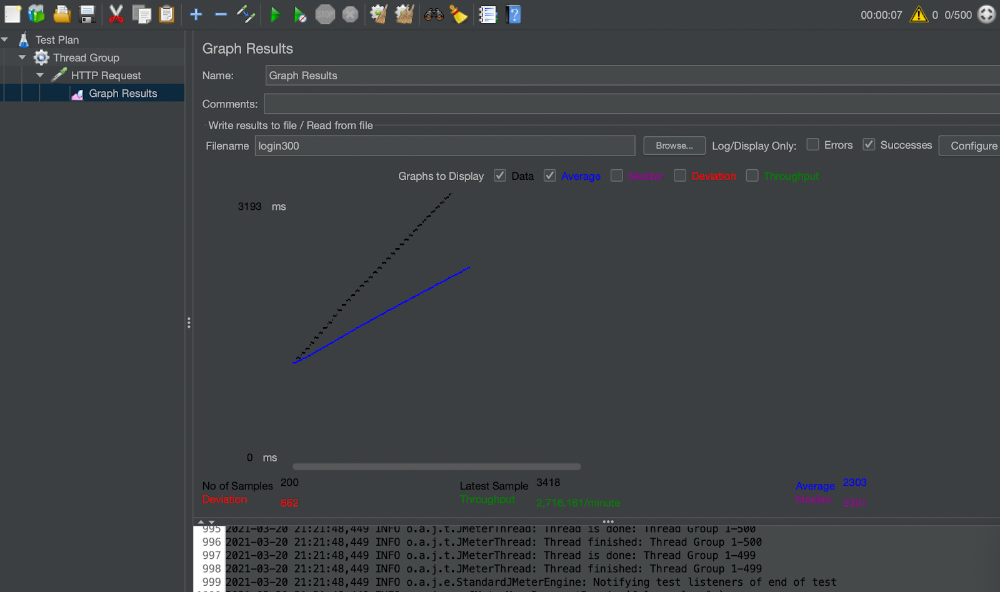 STOP
00:00:07 0 0/500
Test Plan
Thread Group
HTTP Request
Graph Results
Graph Results
Name: Graph Results
Comments:
Write results to file / Read from file
Filename login300 Browse... Log/Display Only: Errors Successes Configure
Graphs to Display Data Average Median Deviation Throughput
3193 ms
0 ms
No of Samples 200 Latest Sample 3418 Average 2303
Deviation 662 Throughput 2,716.161/minute Median 2301
995 2021-03-20 21:21:48,449 INFO o.a.j.t.JMeterThread: Thread is done: Thread Group 1-500
996 2021-03-20 21:21:48,449 INFO o.a.j.t.JMeterThread: Thread finished: Thread Group 1-500
997 2021-03-20 21:21:48,449 INFO o.a.j.t.JMeterThread: Thread is done: Thread Group 1-499
998 2021-03-20 21:21:48,449 INFO o.a.j.t.JMeterThread: Thread finished: Thread Group 1-499
999 2021-03-20 21:21:48,449 INFO o.a.j.e.StandardJMeterEngine: Notifying test listeners of end of test